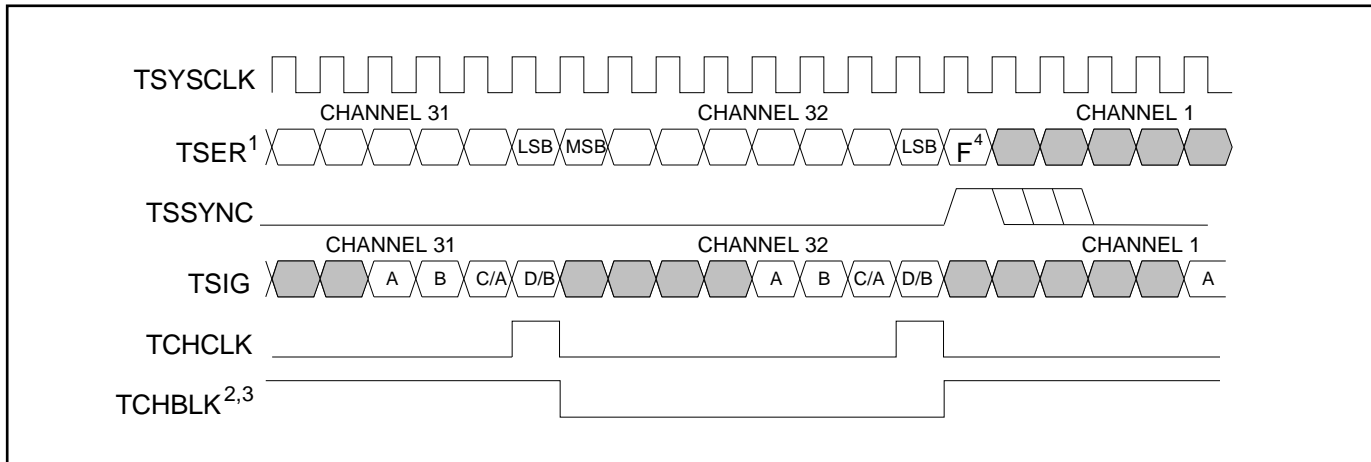 TSYSCLK
CHANNEL 31 CHANNEL 32 CHANNEL 1
TSER1 LSB MSB LSB F4
TSSYNC
CHANNEL 31 CHANNEL 32 CHANNEL 1
TSIG A B C/A D/B A B C/A D/B A
TCHCLK
TCHBLK2,3